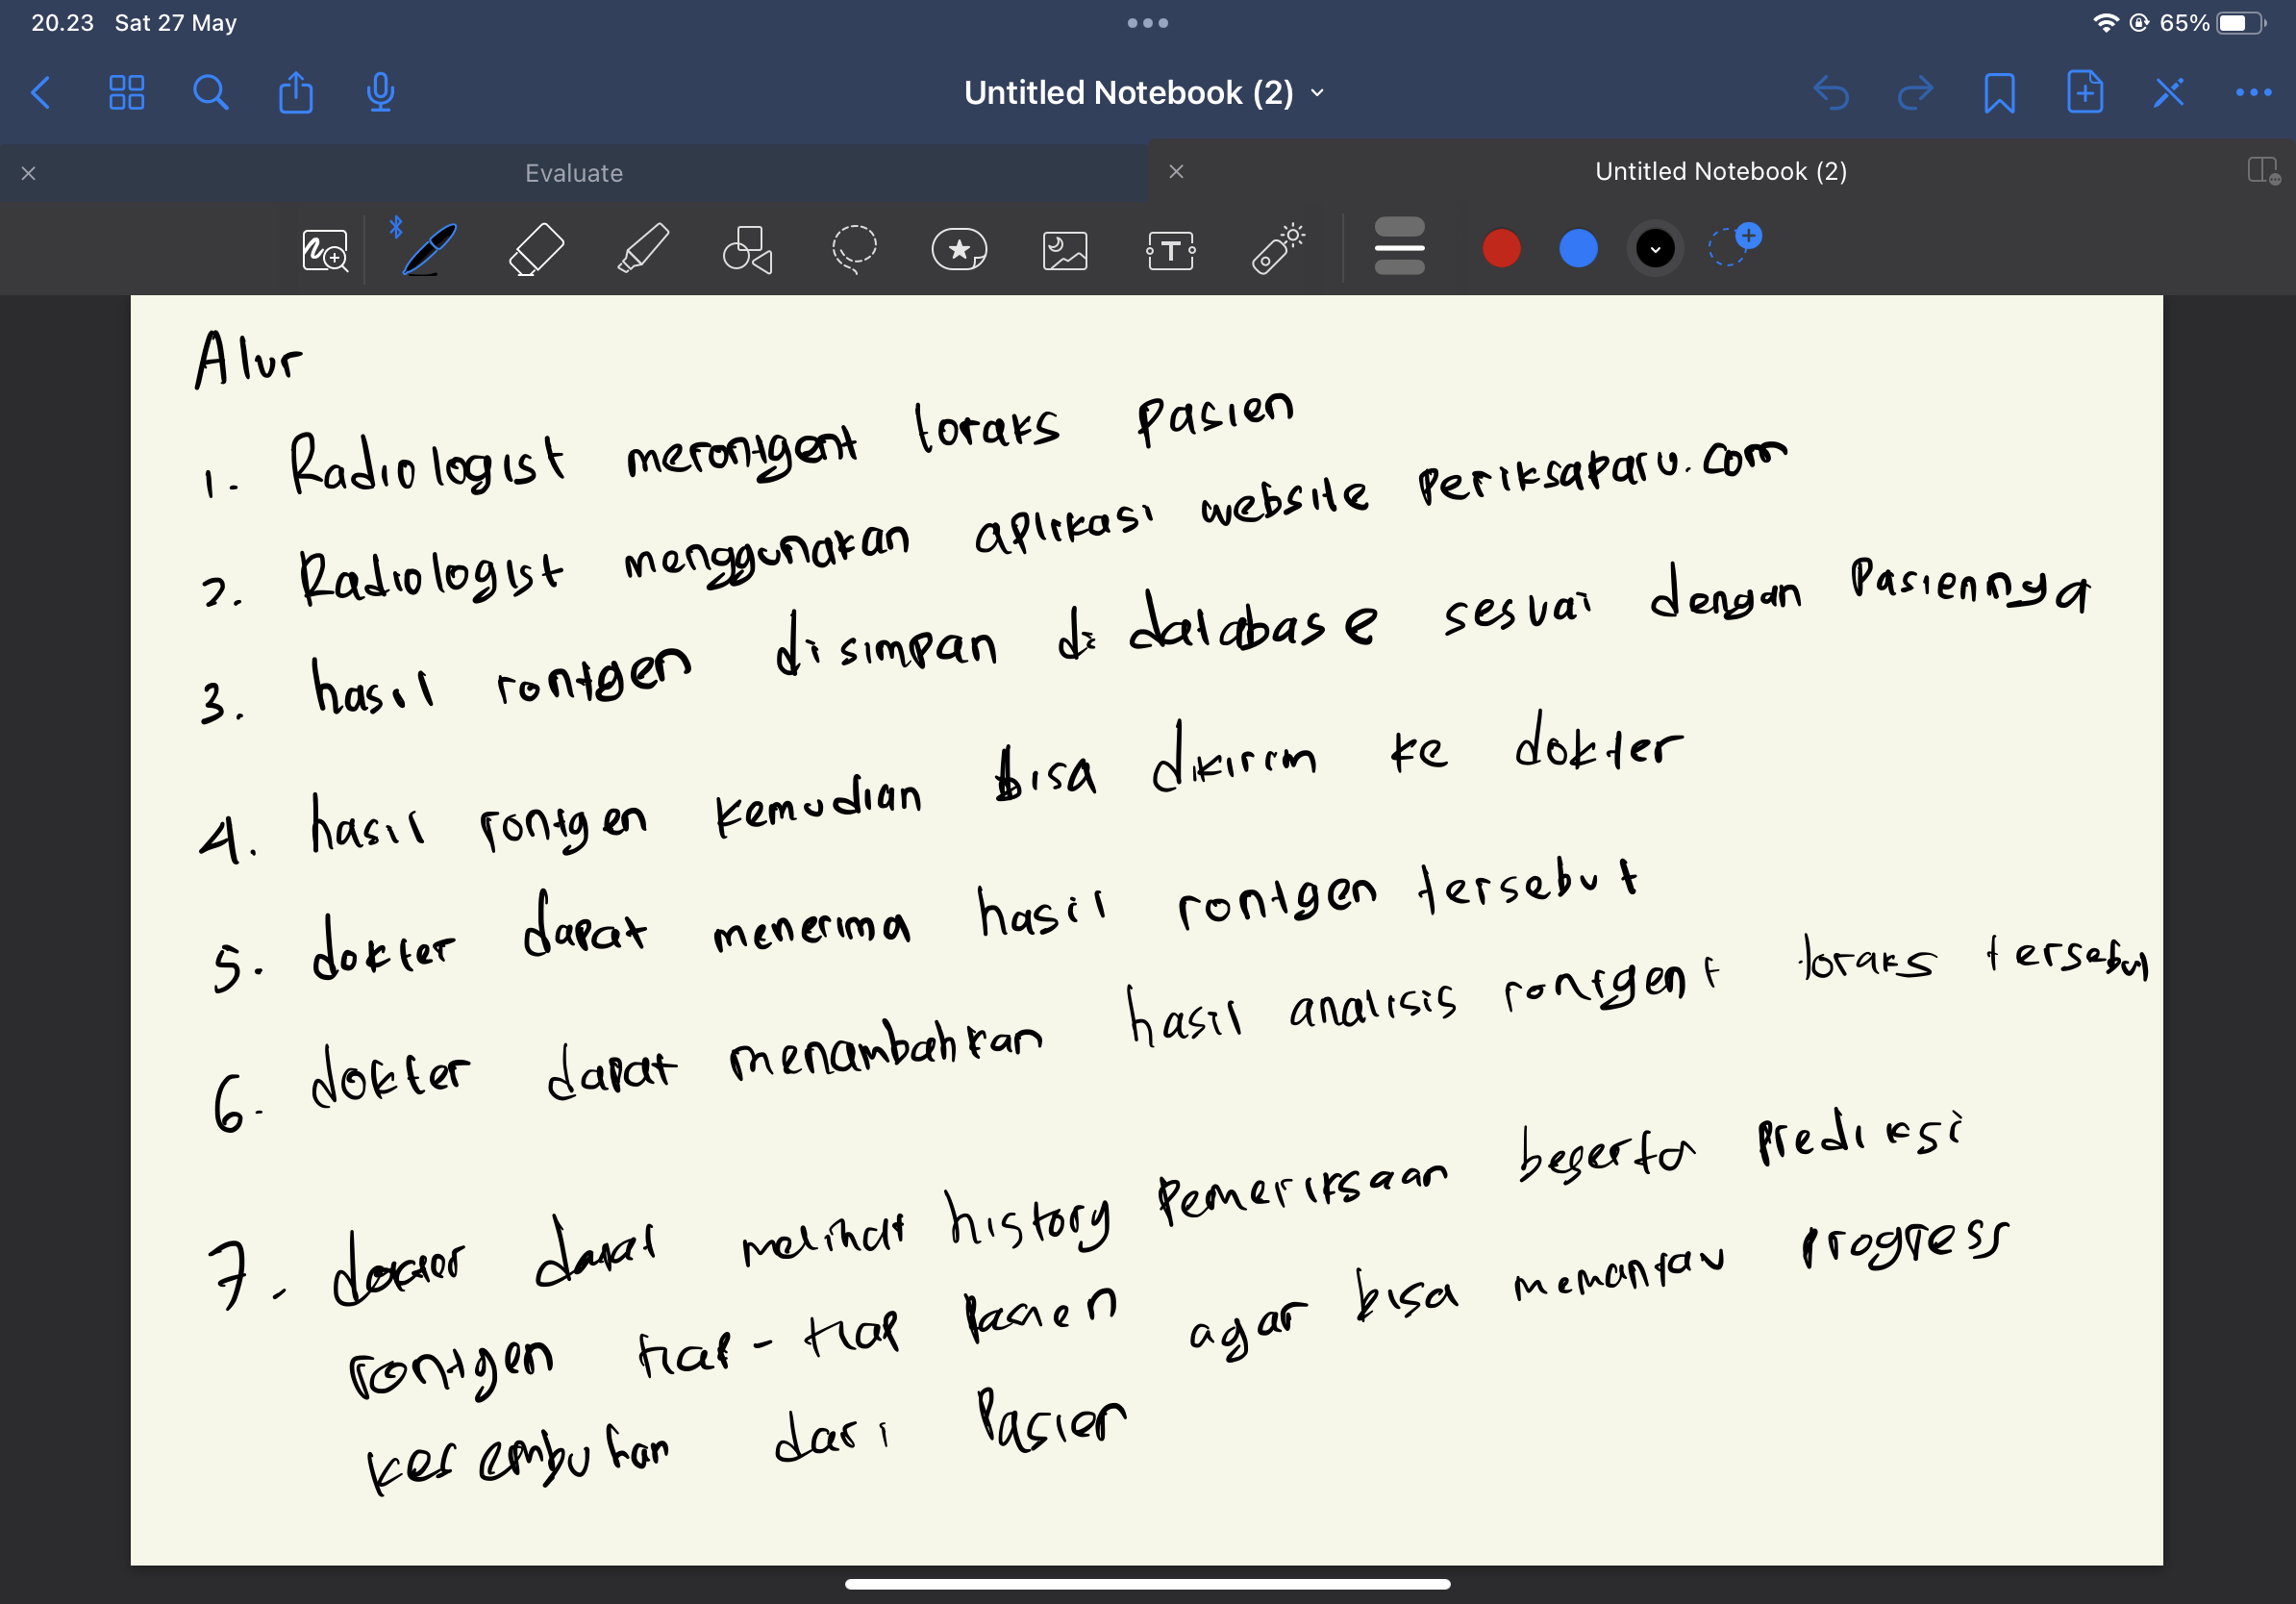 20.23 Sat 27 May
65%
Untitled Notebook (2)
Evaluate
Untitled Notebook (2)
Alur
1. Radiologist merontgent toraks Pasien
2. Radiologist menggunakan aplikasi website Periksaparu.com
3. hasil rontgen disimpan di database sesuai dengan Pasiennya
4. hasil rontgen kemudian bisa dikirim ke dokter
5. dokter dapat menerima hasil rontgen tersebut
6. dokter dapat menambahkan hasil analisis rontgent toraks tersebut
7. dapat melihat history Pemeriksaan beserta Prediksi
rontgen tiap-tiap Pasien agar bisa memantau Progress
kesembuhan dari Pasien